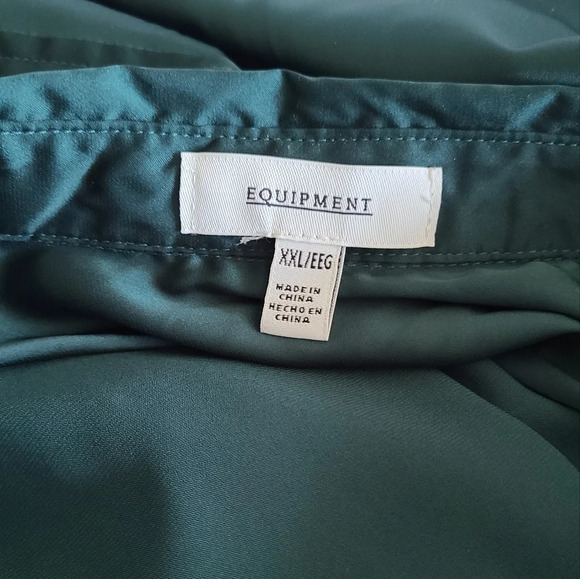 EQUIPMENT
XXL/EEG
MADE IN
CHINA
HECHO EN
CHINA